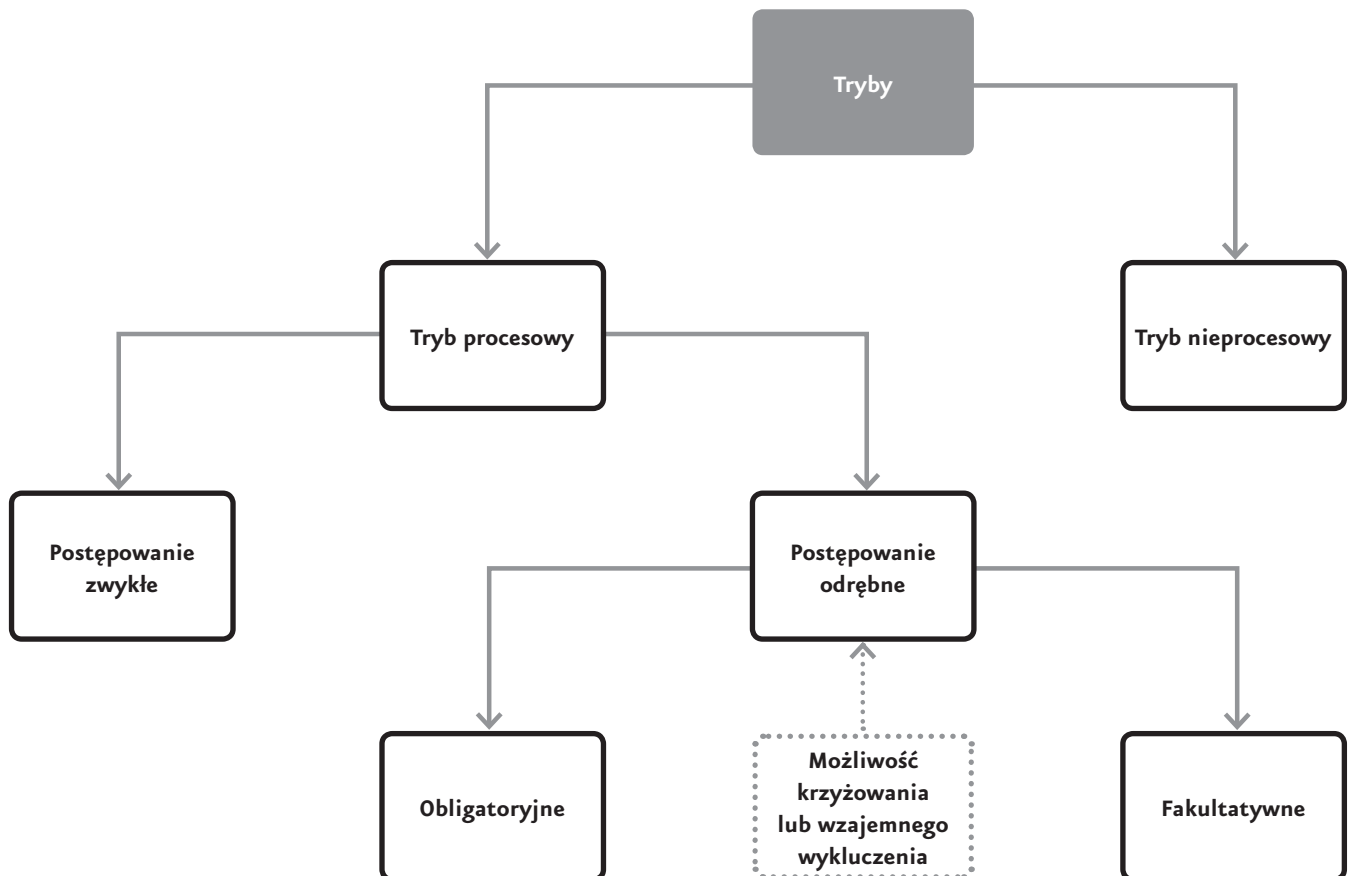 Tryby
Tryb procesowy
Tryb nieprocesowy
Postępowanie
zwykłe
Postępowanie
odrębne
Obligatoryjne
Możliwość
krzyżowania
lub wzajemnego
wykluczenia
Fakultatywne